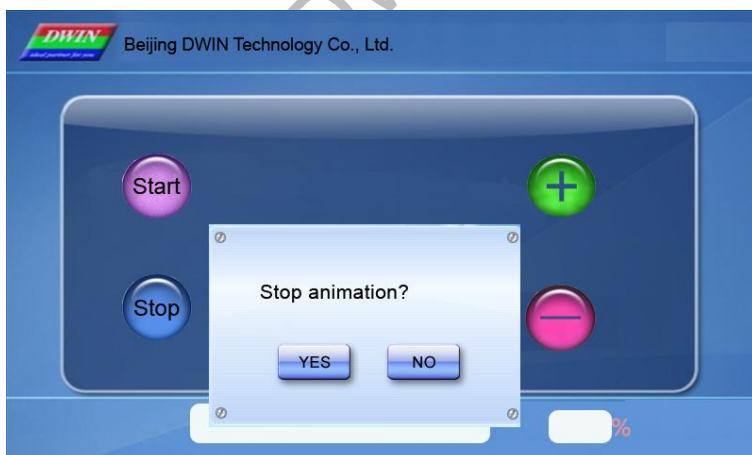 DWIN
Beijing DWIN Technology Co., Ltd.
Start
+
Stop animation?
Stop
—
YES
NO
%